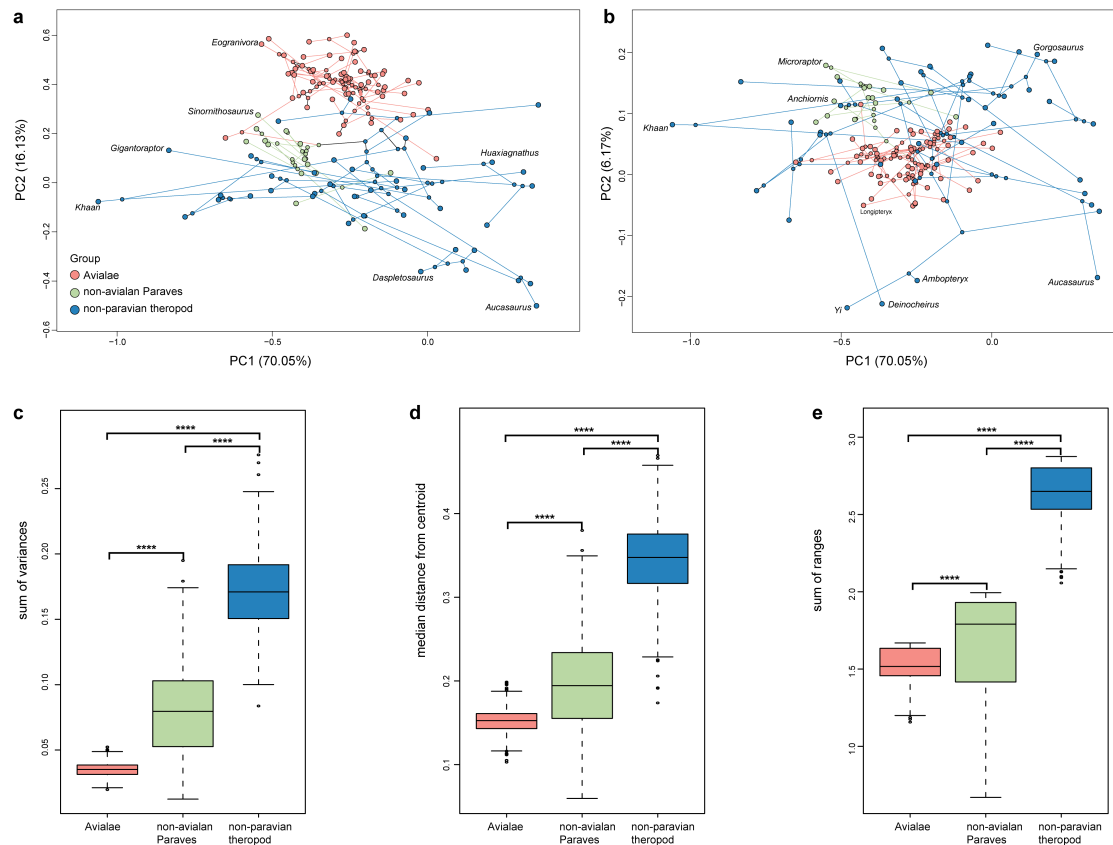 a
0.6
0.4
0.2
0.0
−0.2
−0.4
−0.6
PC2 (16.13%)
Eogranivora
Sinornithosaurus
Gigantoraptor
Huaxiagnathus
Khaan
Daspletosaurus
Aucasaurus
Group
Avialae
non-avialan Paraves
non-paravian theropod
−1.0
−0.5
0.0
PC1 (70.05%)
b
0.2
0.1
0.0
−0.1
−0.2
PC2 (6.17%)
Gorgosaurus
Microraptor
Anchiornis
Khaan
Longipteryx
Ambopteryx
Aucasaurus
Yi
Deinocheirus
−1.0
−0.5
0.0
PC1 (70.05%)
c
****
****
****
0.25
0.20
0.15
0.10
0.05
sum of variances
Avialae
non-avialan
Paraves
non-paravian
theropod
d
****
****
****
0.4
0.3
0.2
0.1
median distance from centroid
Avialae
non-avialan
Paraves
non-paravian
theropod
e
****
****
****
3.0
2.5
2.0
1.5
1.0
sum of ranges
Avialae
non-avialan
Paraves
non-paravian
theropod